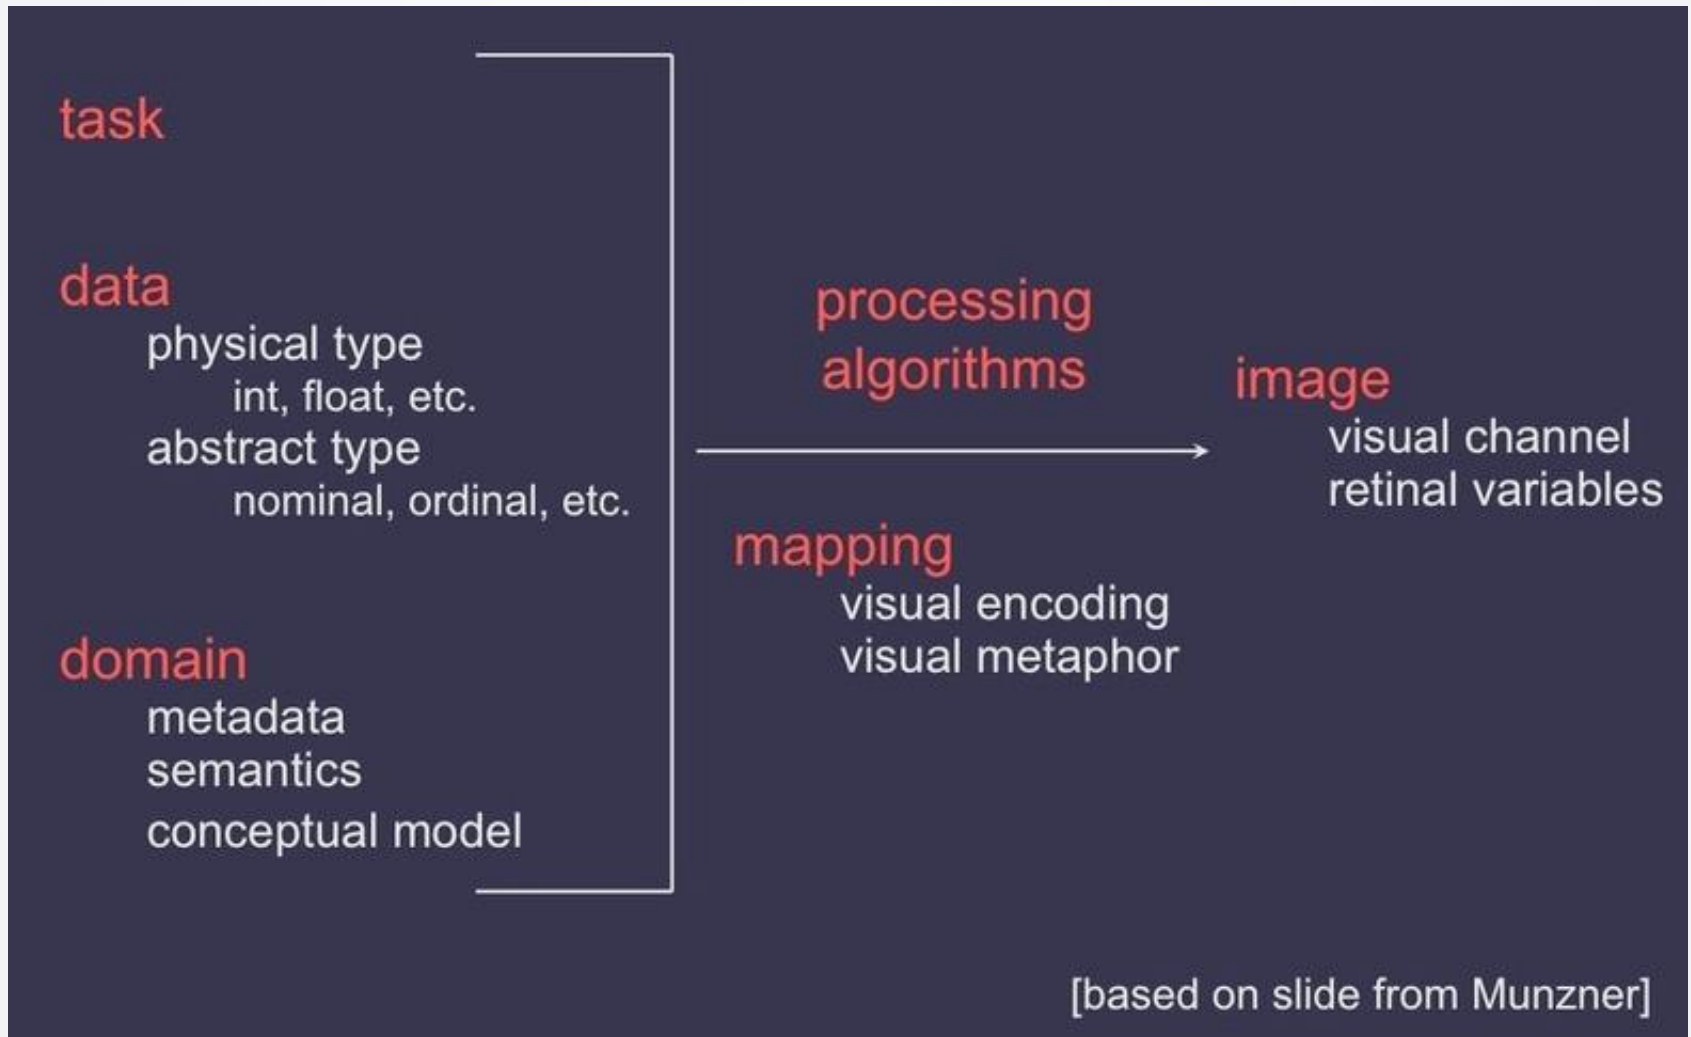 task
data
physical type
int, float, etc.
abstract type
nominal, ordinal, etc.
domain
metadata
semantics
conceptual model
processing
algorithms
mapping
visual encoding
visual metaphor
image
visual channel
retinal variables
[based on slide from Munzner]